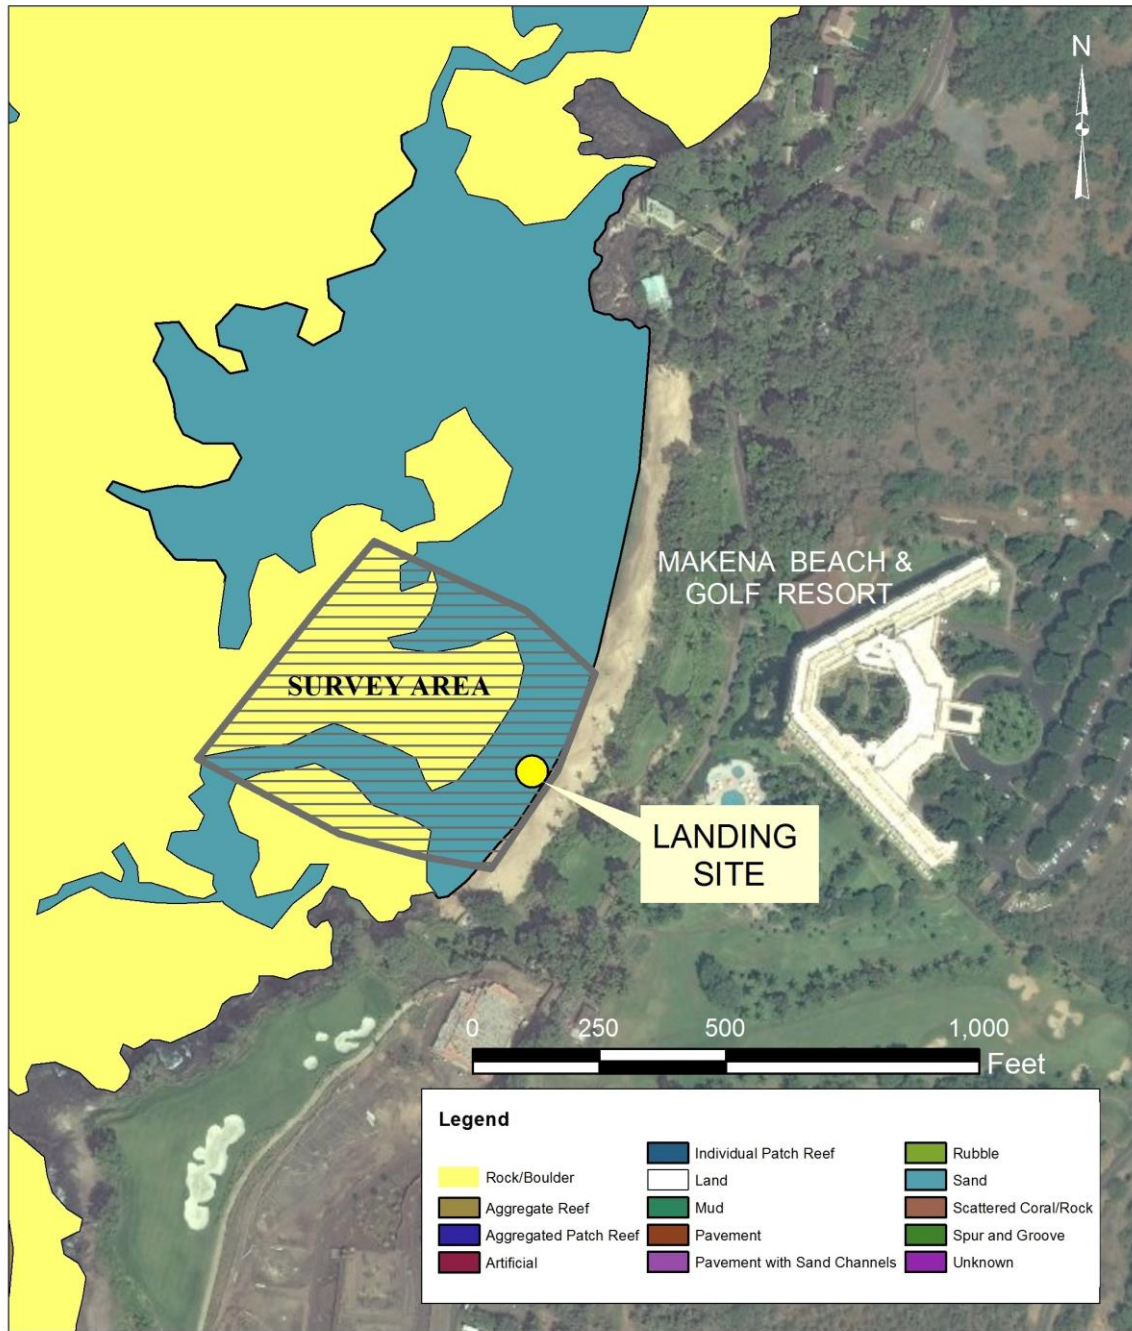 N
MAKENA BEACH &
GOLF RESORT
SURVEY AREA
LANDING
SITE
0 250 500 1,000
Feet
Legend
Rock/Boulder
Aggregate Reef
Aggregated Patch Reef
Artificial
Individual Patch Reef
Land
Mud
Pavement
Pavement with Sand Channels
Rubble
Sand
Scattered Coral/Rock
Spur and Groove
Unknown